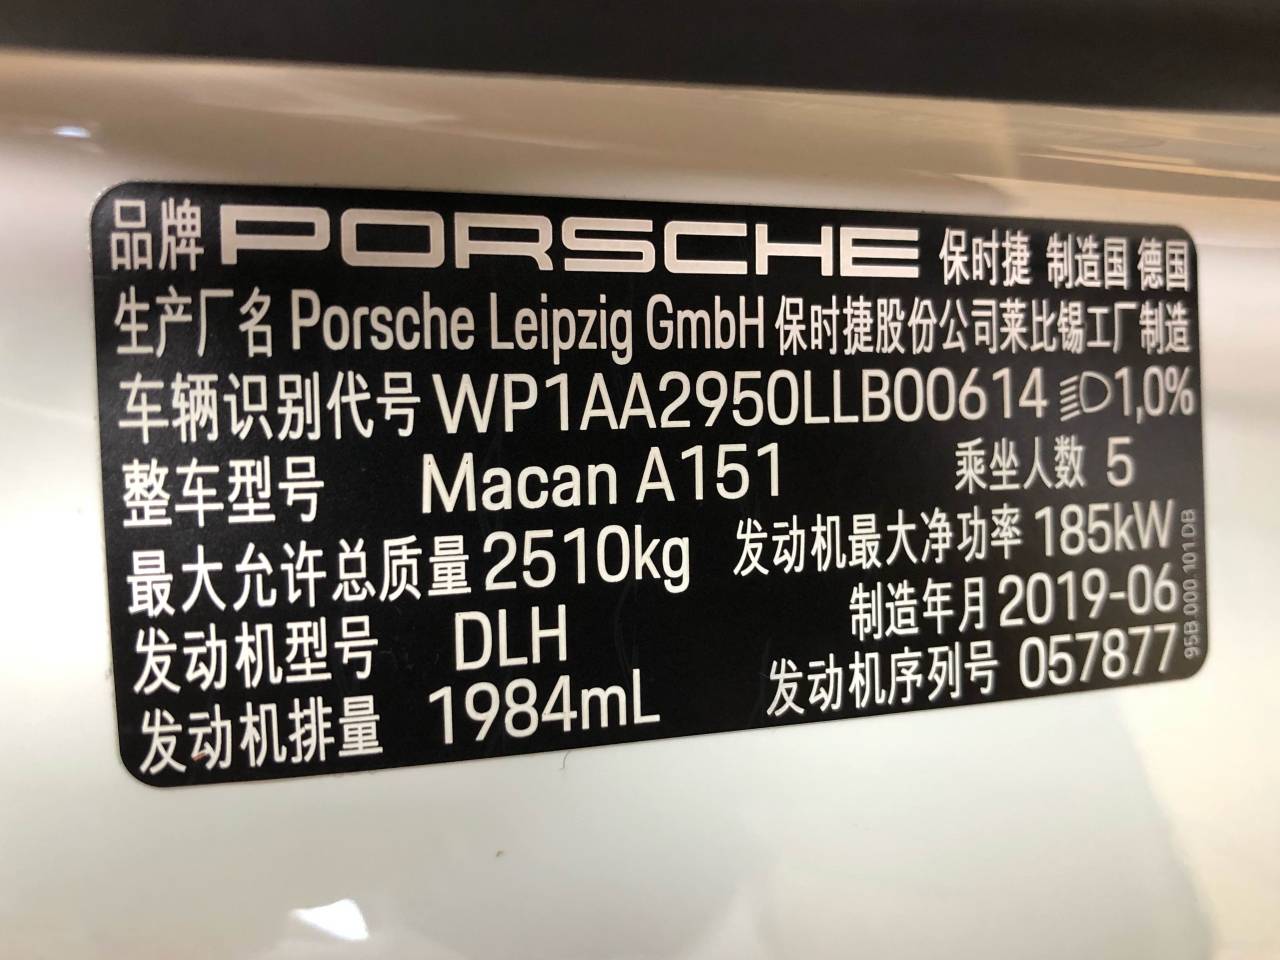 品牌 PORSCHE 保时捷 制造国 德国
生产厂名 Porsche Leipzig GmbH 保时捷股份公司莱比锡工厂制造
车辆识别代号 WP1AA2950LLB00614 1,0%
整车型号 Macan A151 乘坐人数 5
最大允许总质量 2510kg 发动机最大净功率 185kW
发动机型号 DLH 制造年月 2019-06
发动机排量 1984mL 发动机序列号 057877
95B.000.101.DB